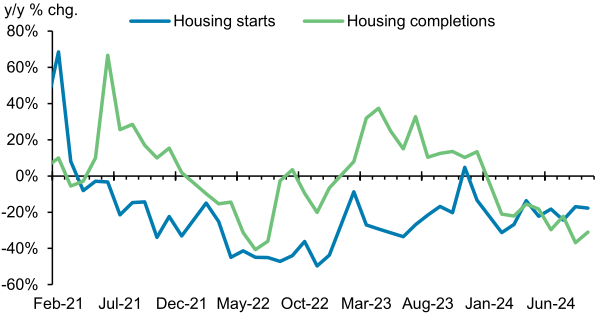 y/y % chg.
Housing starts
Housing completions
80%
60%
40%
20%
0%
-20%
-40%
-60%
Feb-21 Jul-21 Dec-21 May-22 Oct-22 Mar-23 Aug-23 Jan-24 Jun-24